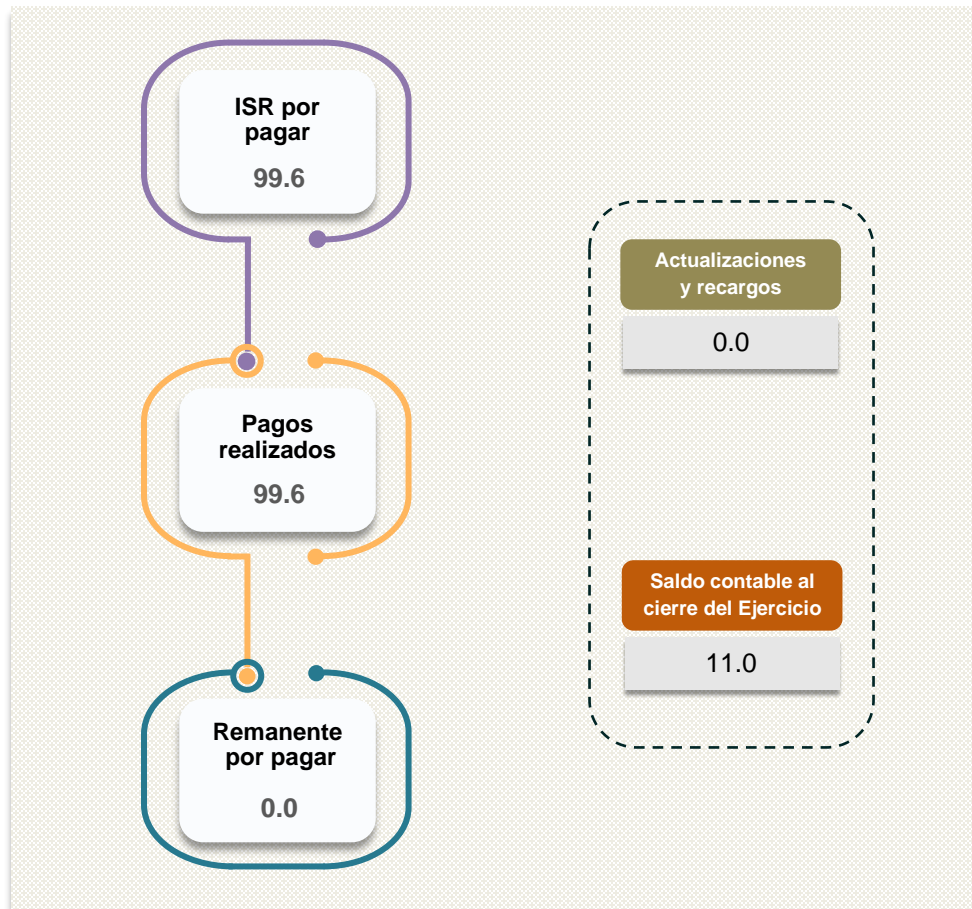 ISR por
pagar
99.6
Pagos
realizados
99.6
Remanente
por pagar
0.0
Actualizaciones
y recargos
0.0
Saldo contable al
cierre del Ejercicio
11.0